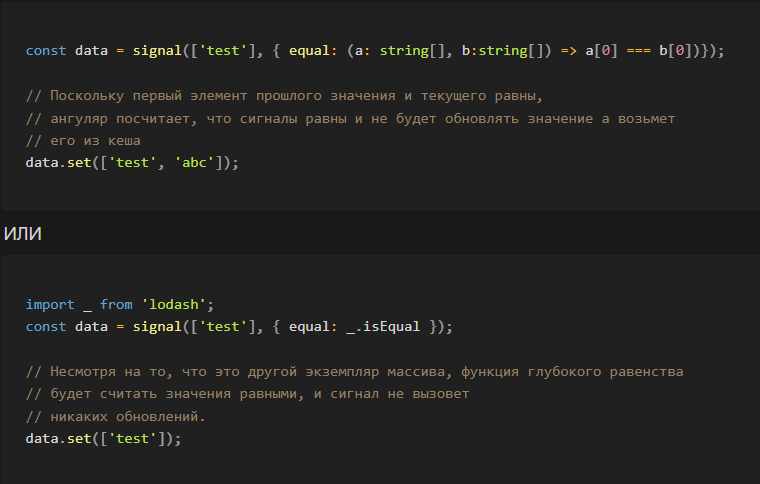 const data = signal(['test'], { equal: (a: string[], b:string[]) => a[0] === b[0])});
// Поскольку первый элемент прошлого значения и текущего равны,
// ангуляр посчитает, что сигналы равны и не будет обновлять значение а возьмет
// его из кеша
data.set(['test', 'abc']);
ИЛИ
import _ from 'lodash';
const data = signal(['test'], { equal: _.isEqual });
// Несмотря на то, что это другой экземпляр массива, функция глубокого равенства
// будет считать значения равными, и сигнал не вызовет
// никаких обновлений.
data.set(['test']);